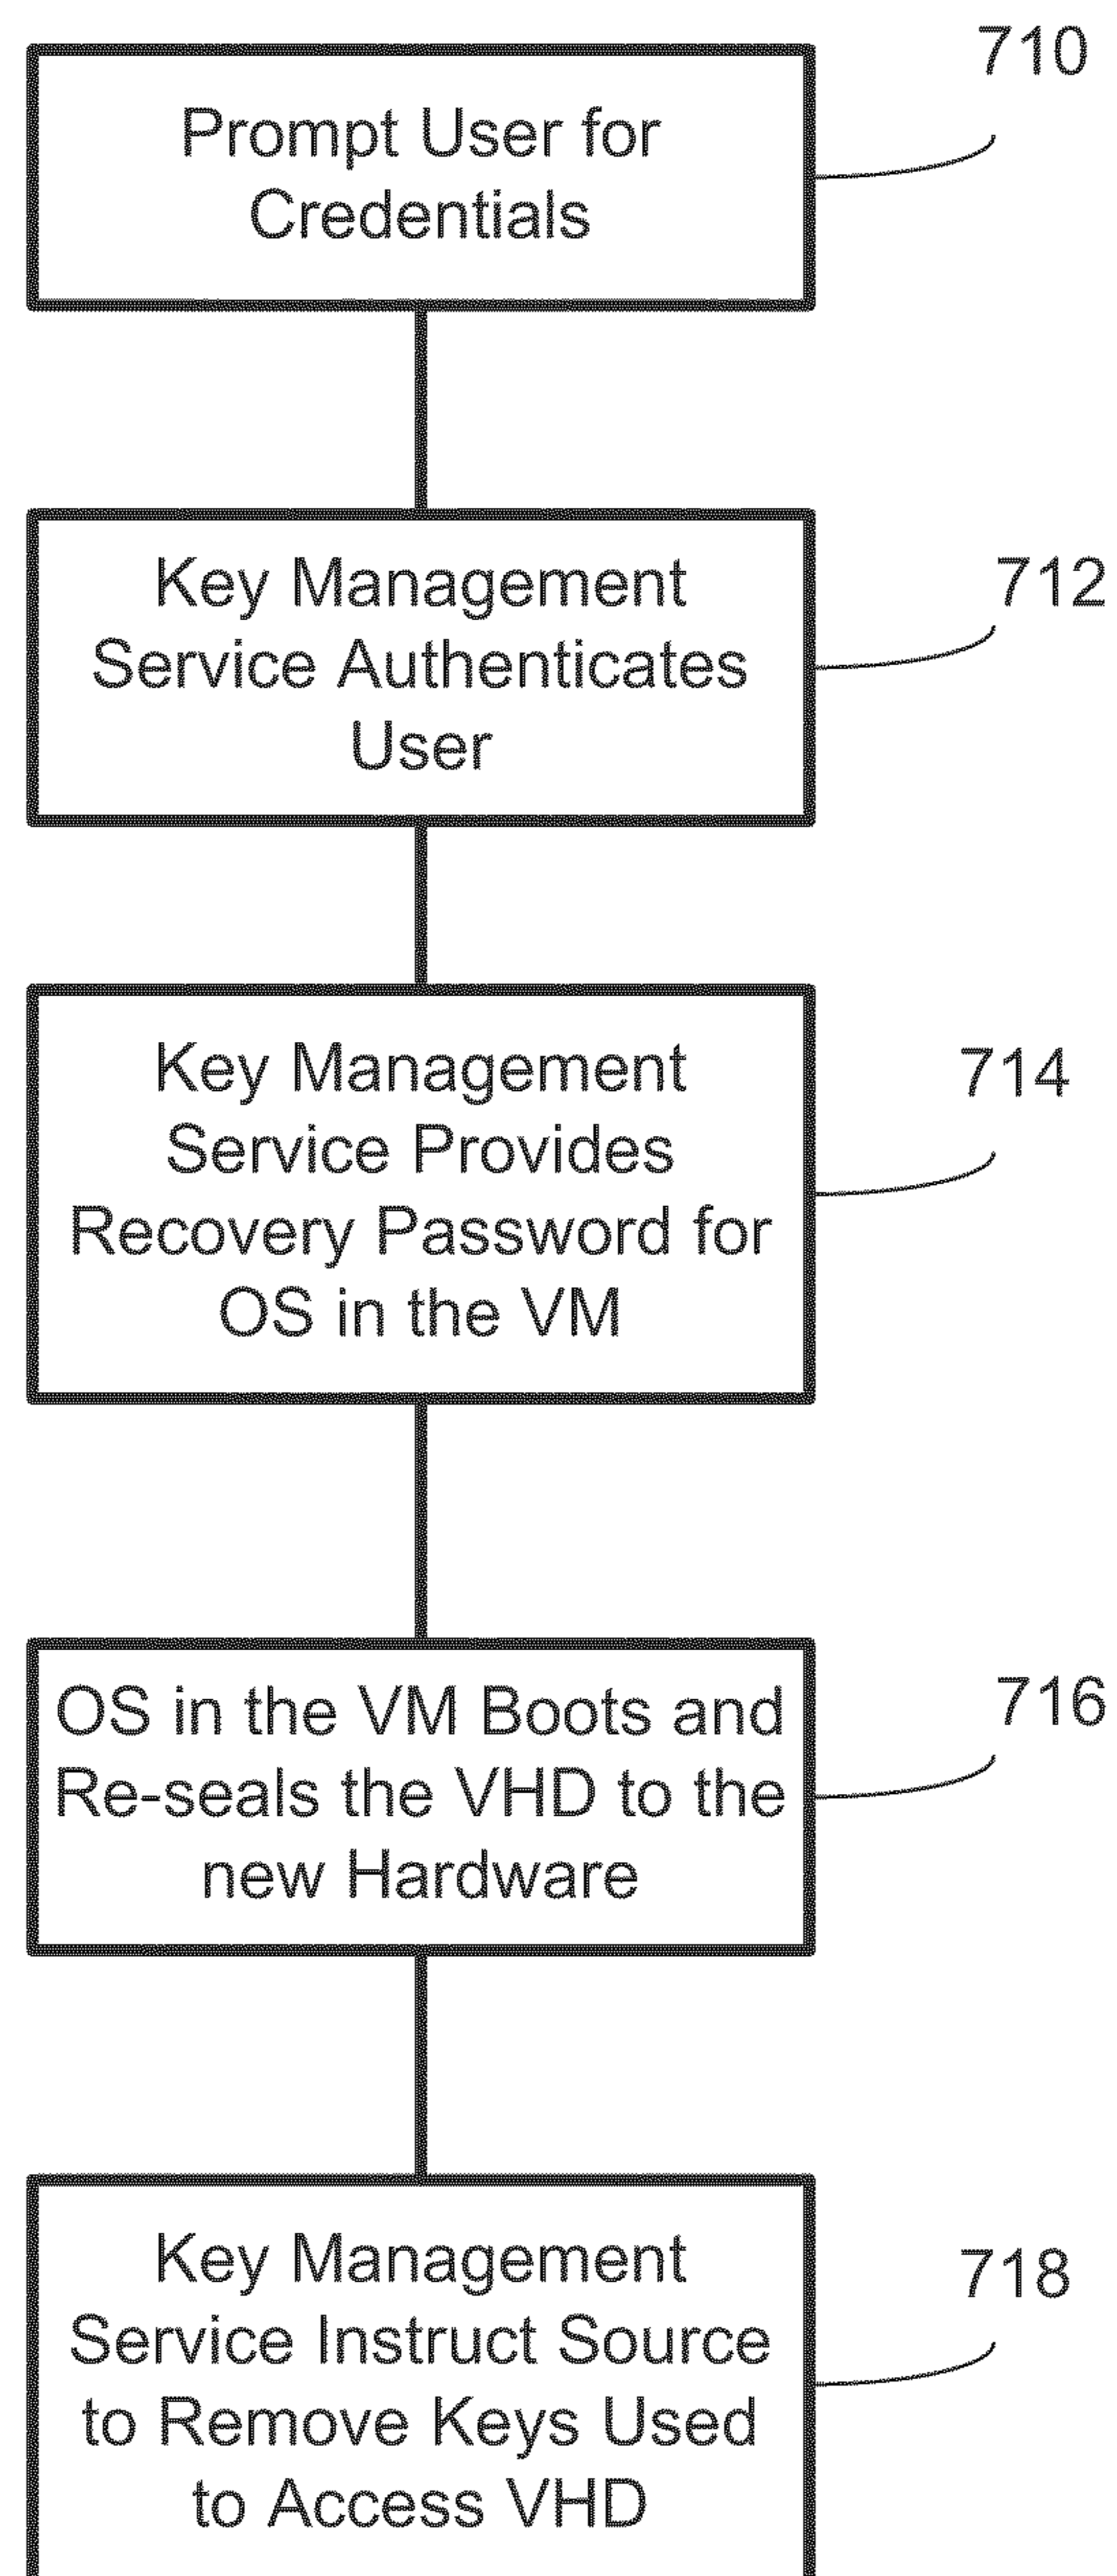 710
Prompt User for
Credentials
712
Key Management
Service Authenticates
User
714
Key Management
Service Provides
Recovery Password for
OS in the VM
716
OS in the VM Boots and
Re-seals the VHD to the
new Hardware
718
Key Management
Service Instruct Source
to Remove Keys Used
to Access VHD